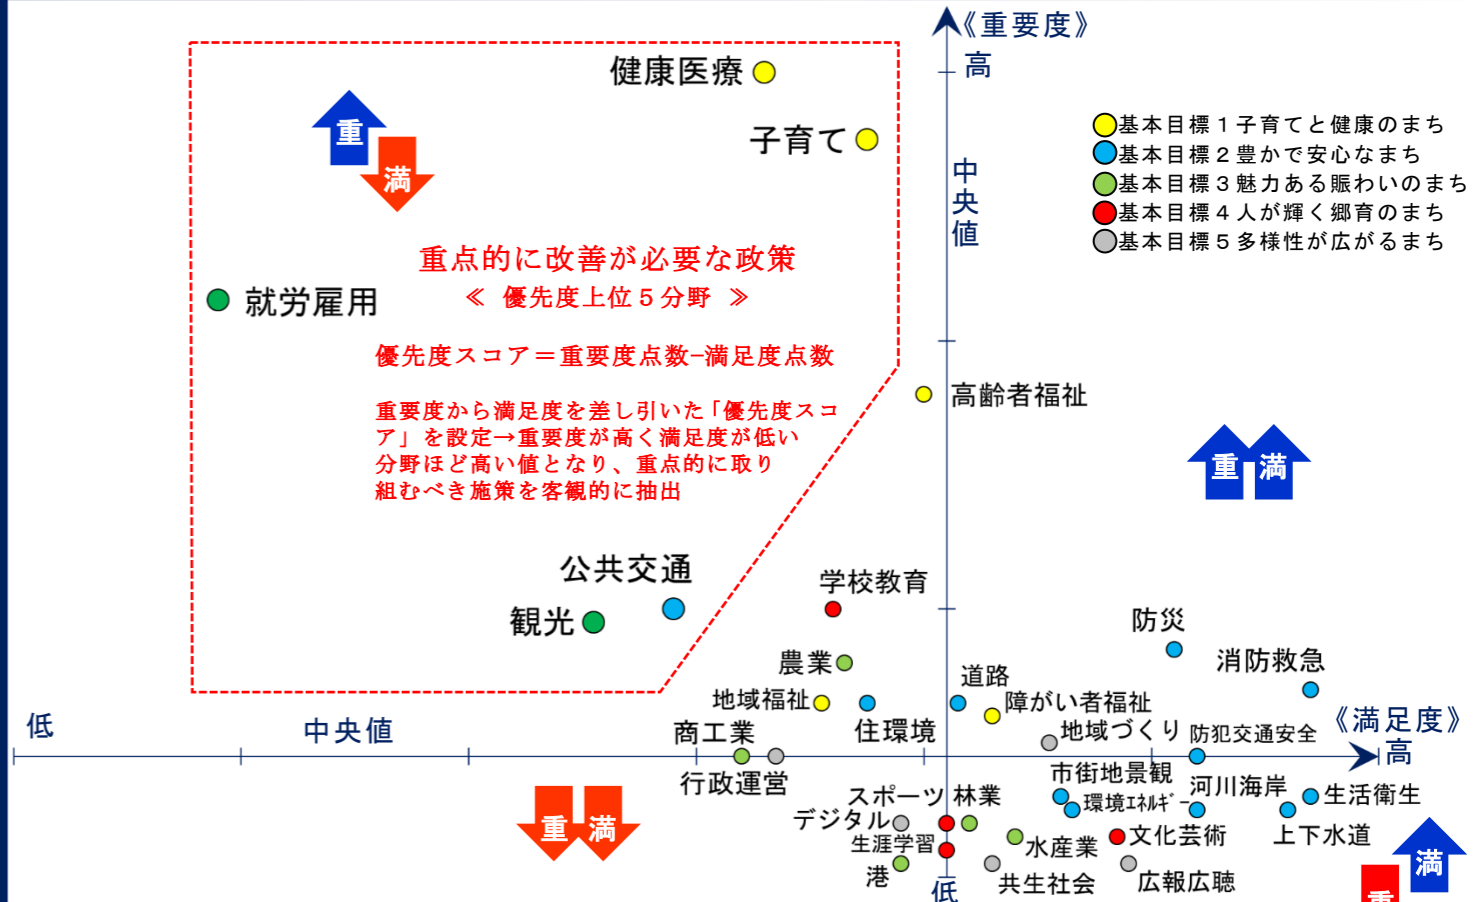 《重要度》
高
健康医療
子育て
重
満
基本目標１子育てと健康のまち
基本目標２豊かで安心なまち
基本目標３魅力ある賑わいのまち
基本目標４人が輝く郷育のまち
基本目標５多様性が広がるまち
中央値
重点的に改善が必要な政策
≪ 優先度上位５分野 ≫
就労雇用
優先度スコア＝重要度点数−満足度点数
重要度から満足度を差し引いた「優先度スコ
ア」を設定→重要度が高く満足度が低い
分野ほど高い値となり、重点的に取り
組むべき施策を客観的に抽出
高齢者福祉
重 満
公共交通
観光
学校教育
防災
農業
消防救急
道路
地域福祉
障がい者福祉
住環境
地域づくり
防犯交通安全
《満足度》
高
低
中央値
商工業
行政運営
市街地景観
環境ｴﾈﾙｷﾞｰ
河川海岸
生活衛生
スポーツ
林業
デジタル
生涯学習
水産業
文化芸術
上下水道
港
共生社会
広報広聴
低
重 満
満
重